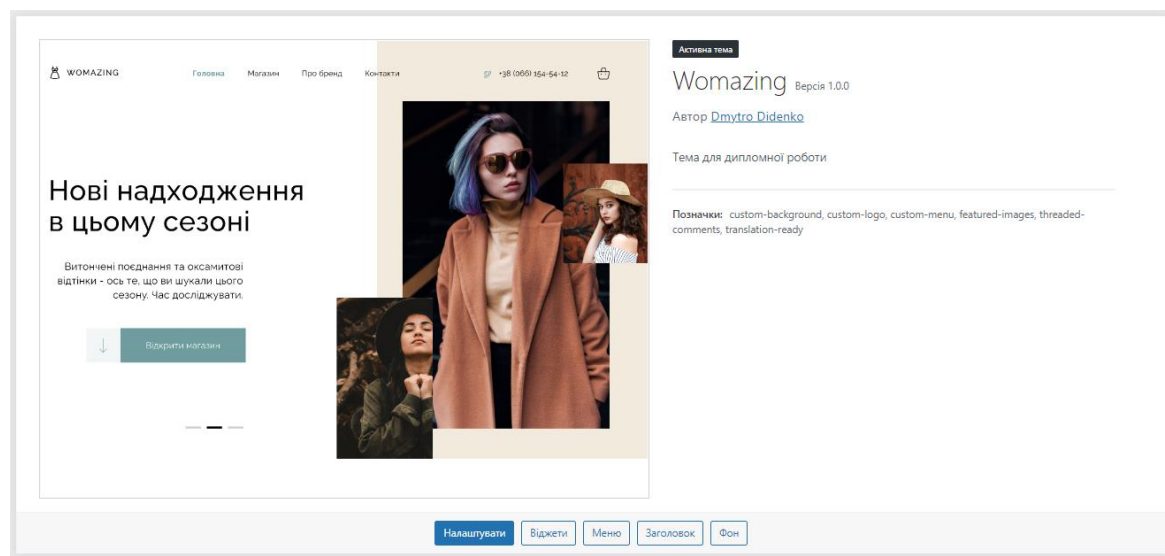 WOMAZING
Головна Магазин Про бренд Контакти
+38 (066) 154-54-12
Нові надходження
в цьому сезоні
Витончені поєднання та оксамитові
відтінки - ось те, що ви шукали цього
сезону. Час досліджувати.
Відкрити магазин
Активна тема
Womazing Версія 1.0.0
Автор Dmytro Didenko
Тема для дипломної роботи
Позначки: custom-background, custom-logo, custom-menu, featured-images, threaded-
comments, translation-ready
Налаштувати Віджети Меню Заголовок Фон